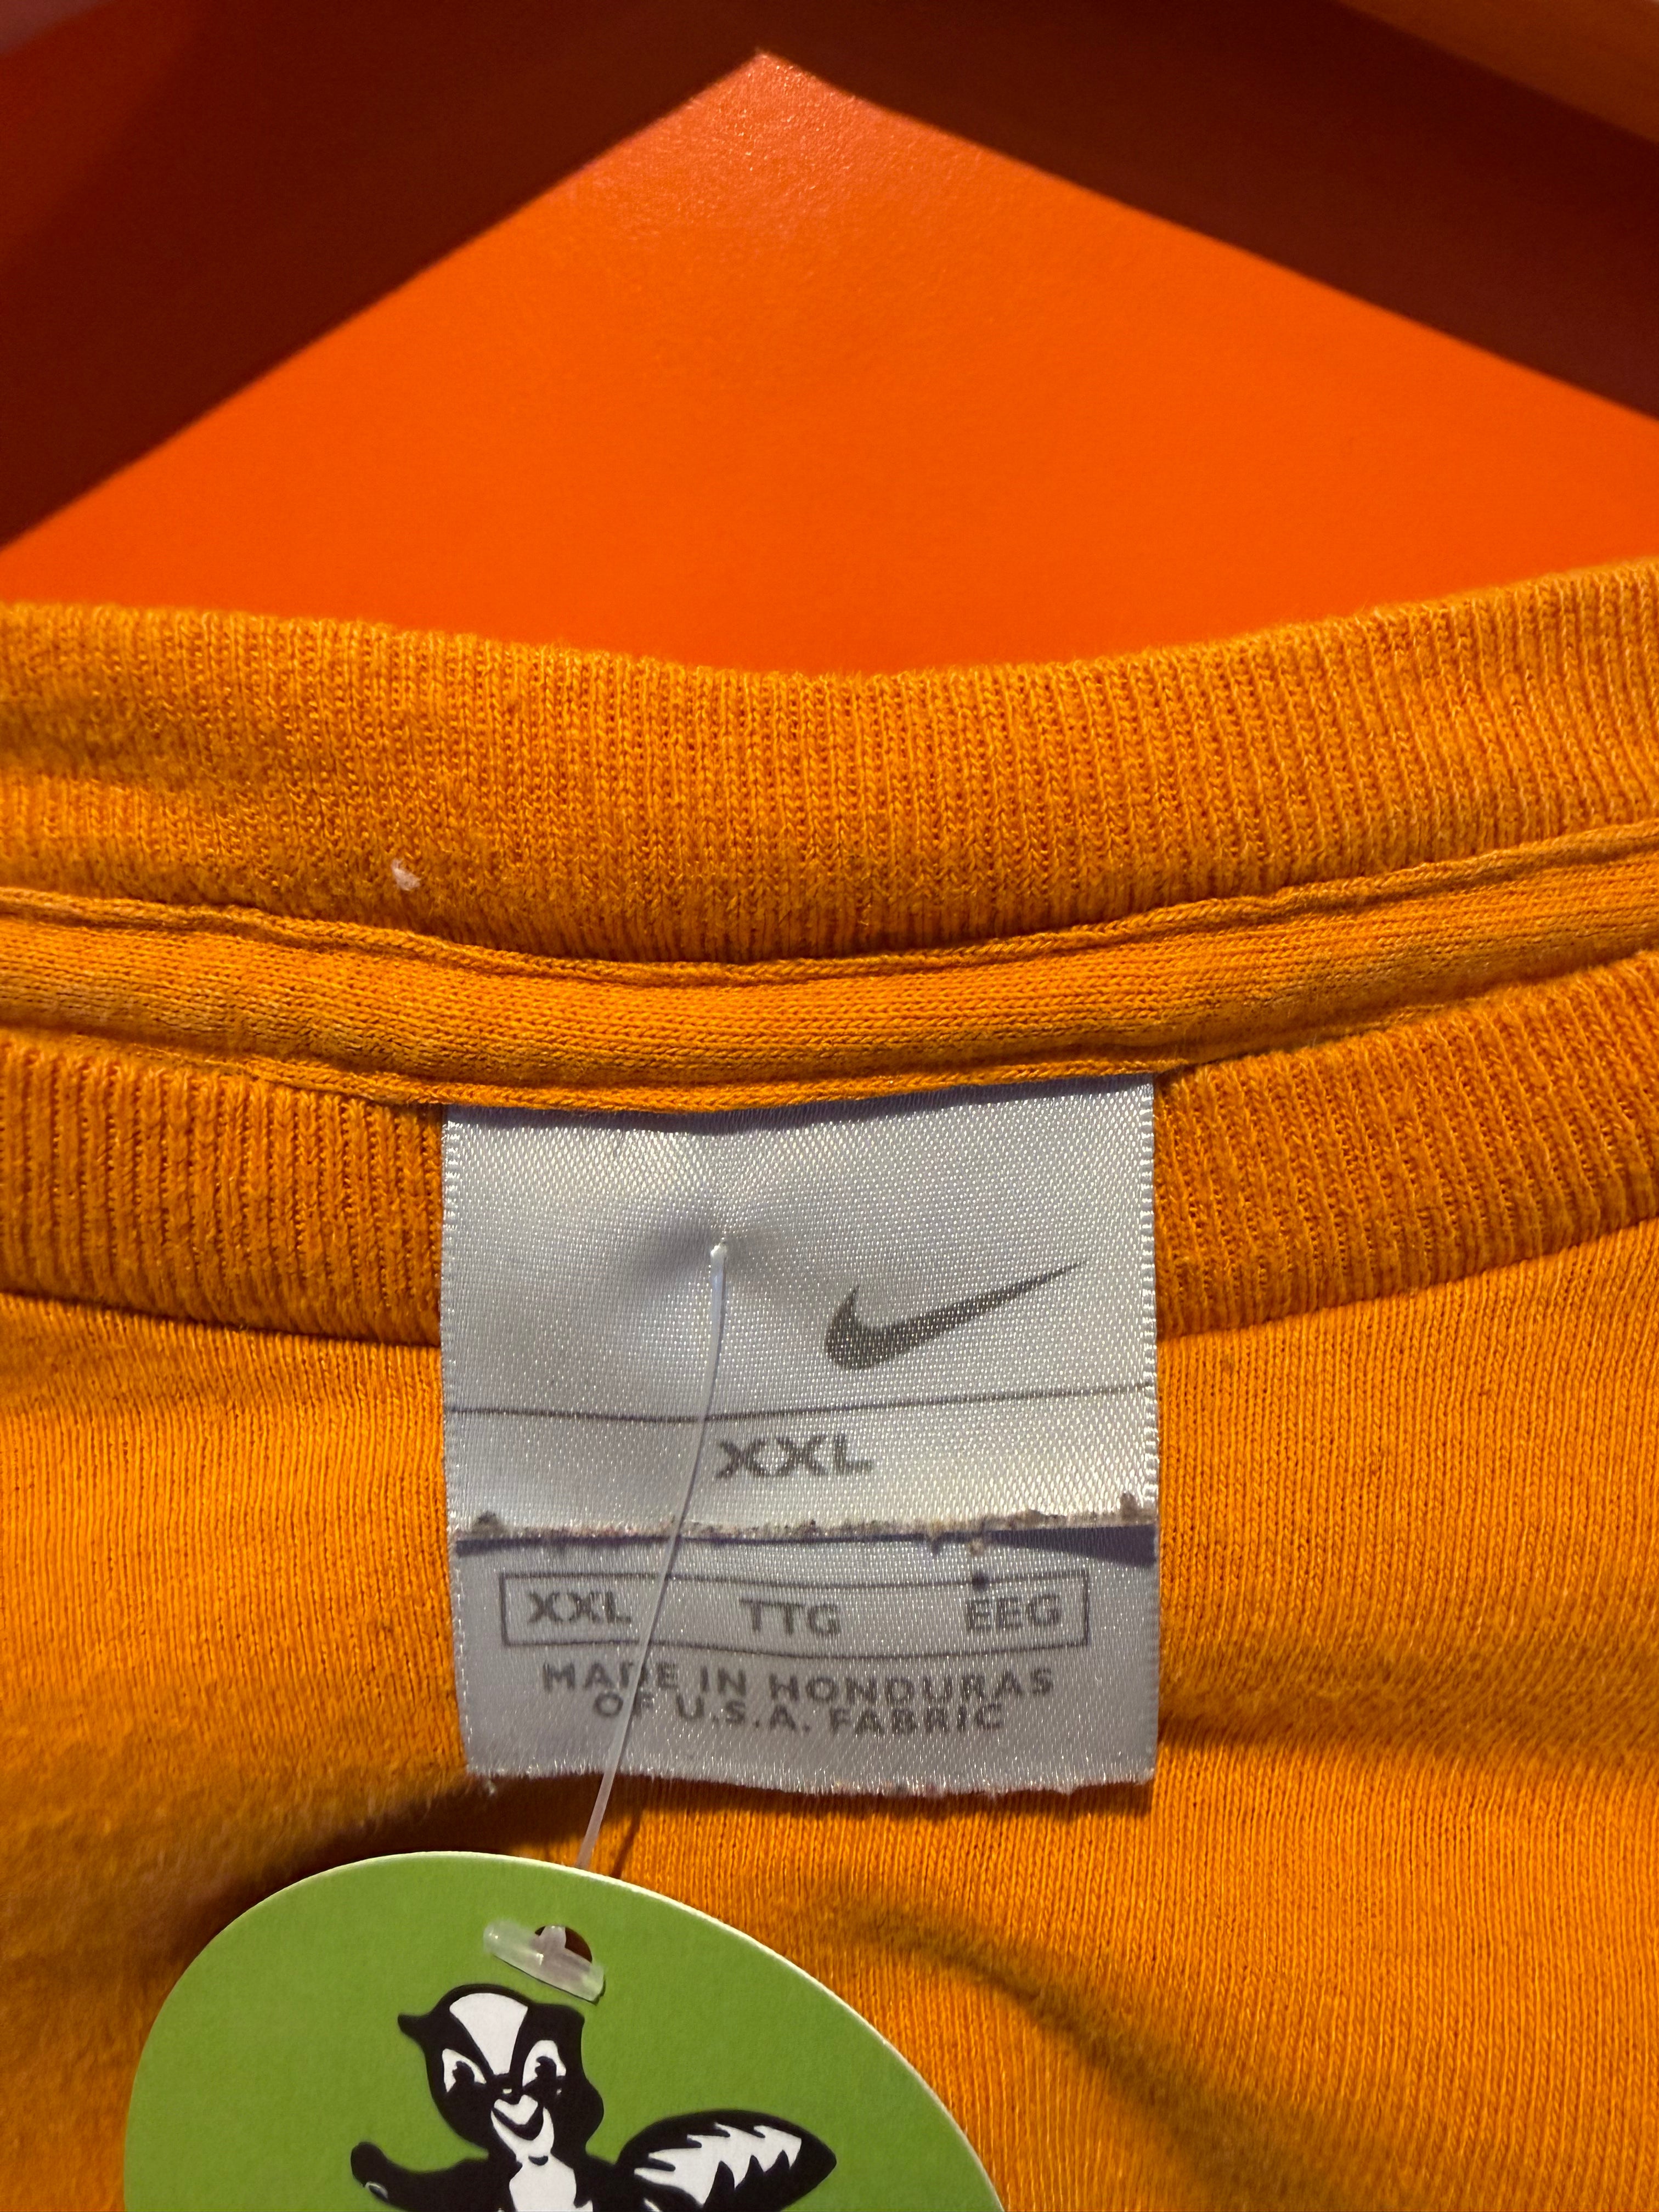 XXL
XXL TTG EEG
MADE IN HONDURAS
OF U.S.A. FABRIC